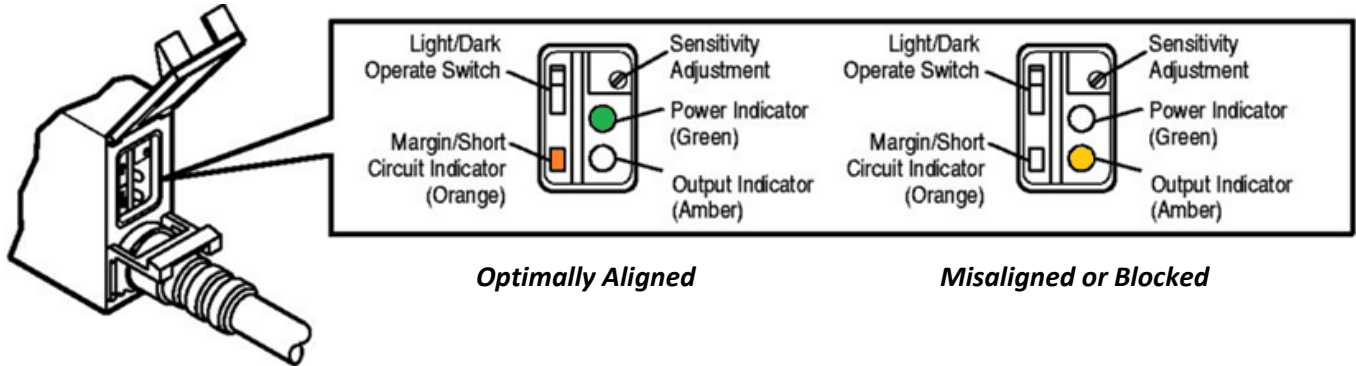 Light/Dark
Operate Switch
Margin/Short
Circuit Indicator
(Orange)
Sensitivity
Adjustment
Power Indicator
(Green)
Output Indicator
(Amber)
Optimally Aligned
Light/Dark
Operate Switch
Margin/Short
Circuit Indicator
(Orange)
Sensitivity
Adjustment
Power Indicator
(Green)
Output Indicator
(Amber)
Misaligned or Blocked